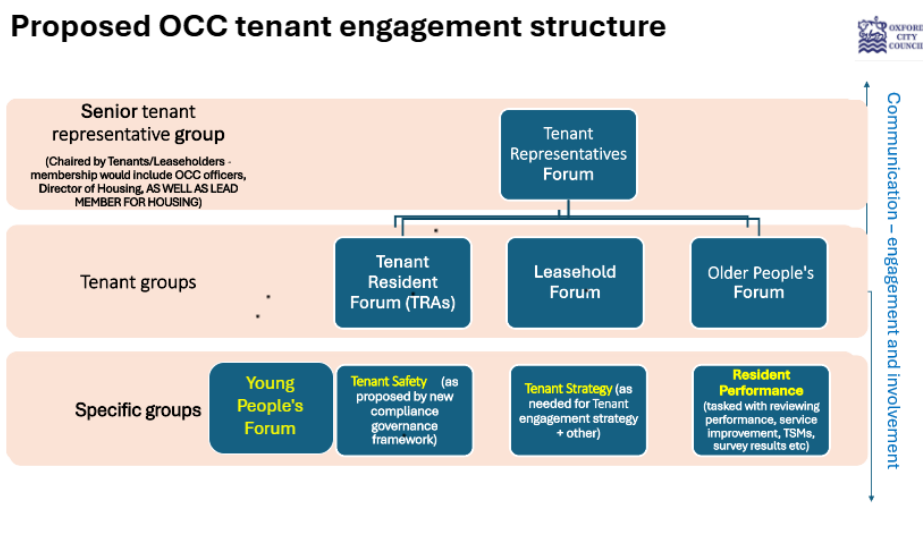 Proposed OCC tenant engagement structure
OXFORD
CITY
COUNCIL
Senior tenant
representative group
(Chaired by Tenants/Leaseholders -
membership would include OCC officers,
Director of Housing, AS WELL AS LEAD
MEMBER FOR HOUSING)
Tenant
Representatives
Forum
Tenant groups
Tenant
Resident
Forum (TRAs)
Leasehold
Forum
Older People's
Forum
Specific groups
Young
People's
Forum
Tenant Safety (as
proposed by new
compliance
governance
framework)
Tenant Strategy (as
needed for Tenant
engagement strategy
+ other)
Resident
Performance
(tasked with reviewing
performance, service
improvement, TSMs,
survey results etc)
Communication – engagement and involvement